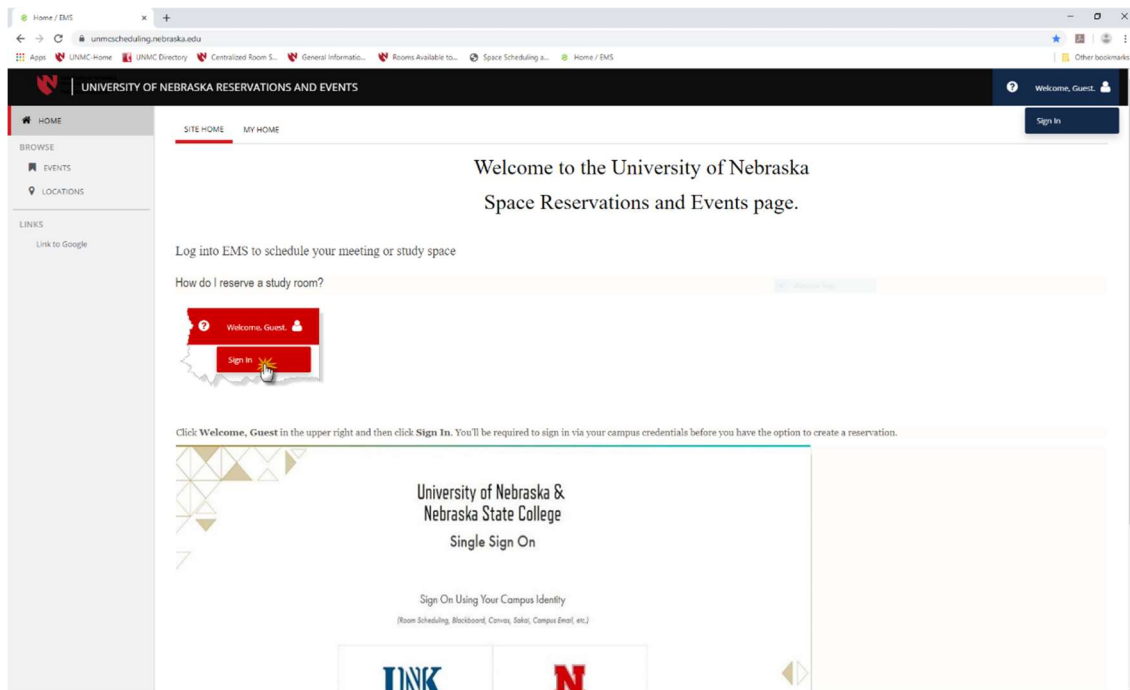 Home / EMS
unmcscheduling.nebraska.edu
Apps UNMC-Home UNMC Directory Centralized Room S... General Informatio... Rooms Available to... Space Scheduling a... Home / EMS Other bookmarks
UNIVERSITY OF NEBRASKA RESERVATIONS AND EVENTS
Welcome, Guest.
Sign In
HOME
BROWSE
EVENTS
LOCATIONS
LINKS
Link to Google
SITE HOME MY HOME
Welcome to the University of Nebraska
Space Reservations and Events page.
Log into EMS to schedule your meeting or study space
How do I reserve a study room?
Welcome, Guest.
Sign In
Click Welcome, Guest in the upper right and then click Sign In. You'll be required to sign in via your campus credentials before you have the option to create a reservation.
University of Nebraska &
Nebraska State College
Single Sign On
Sign On Using Your Campus Identity
(Room Scheduling, Blackboard, Canvas, Sakai, Campus Email, etc.)
UNK N